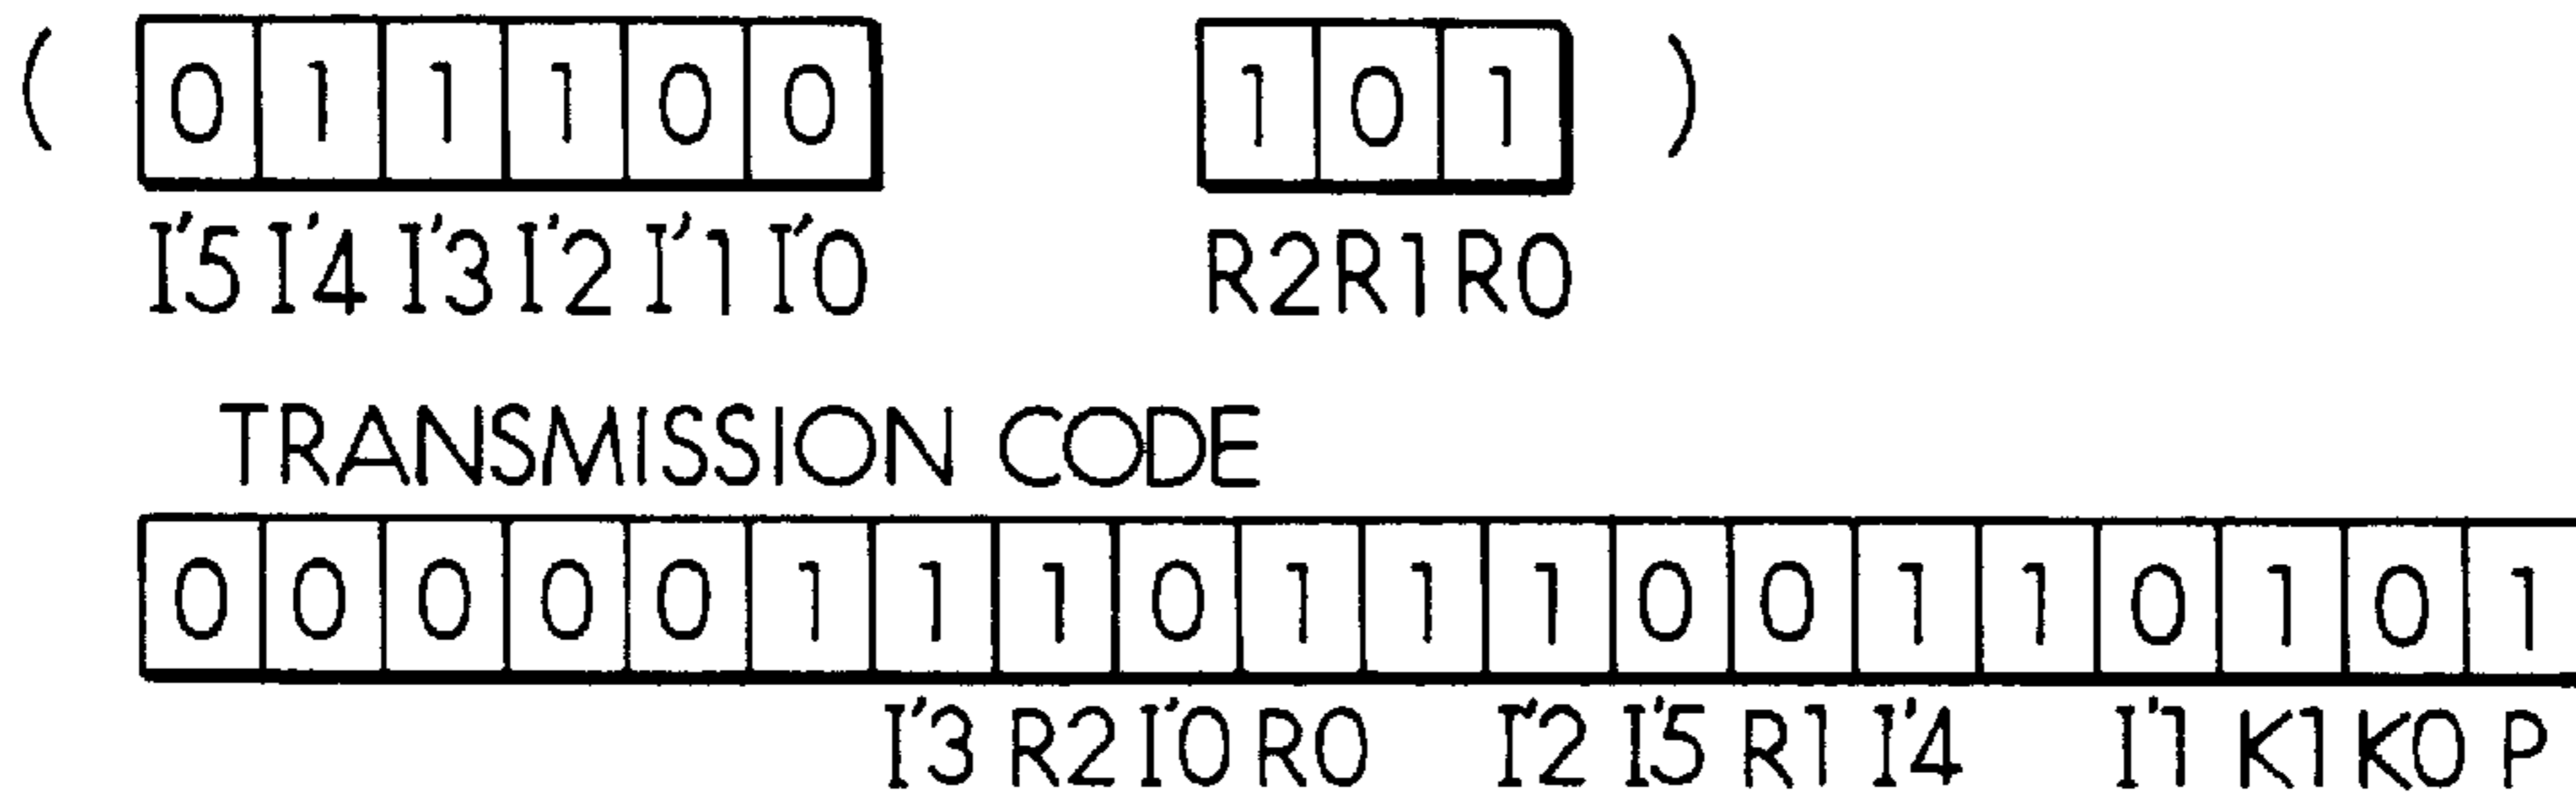 ( 0 1 1 1 0 0 1 0 1 )
I'5 I'4 I'3 I'2 I'1 I'0 R2 R1 R0
TRANSMISSION CODE
0 0 0 0 0 1 1 1 0 1 1 1 0 0 1 1 0 1 0 1
I'3 R2 I'0 R0 I'2 I'5 R1 I'4 I'1 K1 K0 P